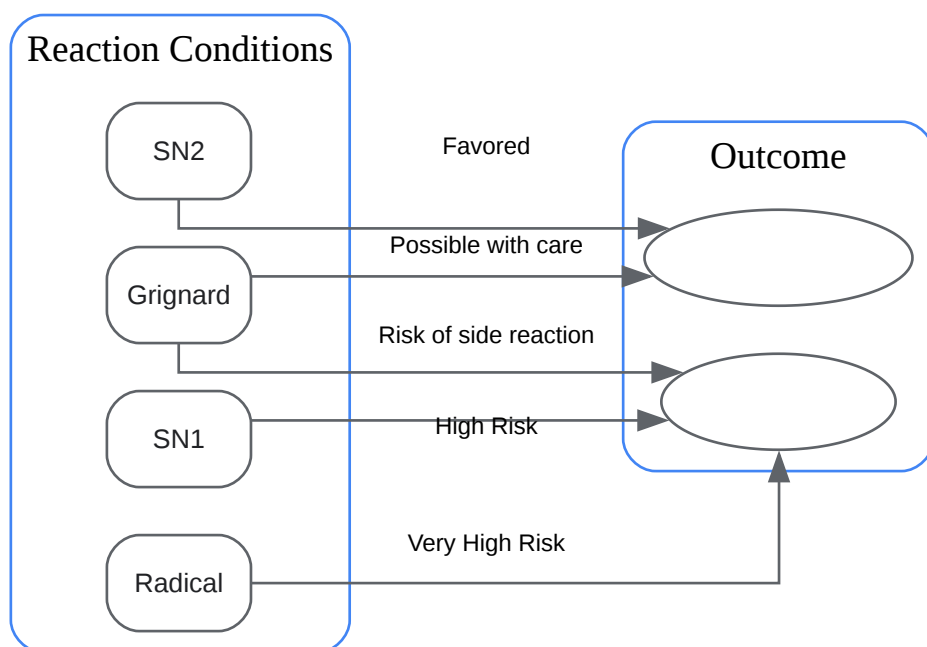 Reaction Conditions
SN2
Favored
Outcome
Possible with care
Grignard
Risk of side reaction
SN1
High Risk
Very High Risk
Radical